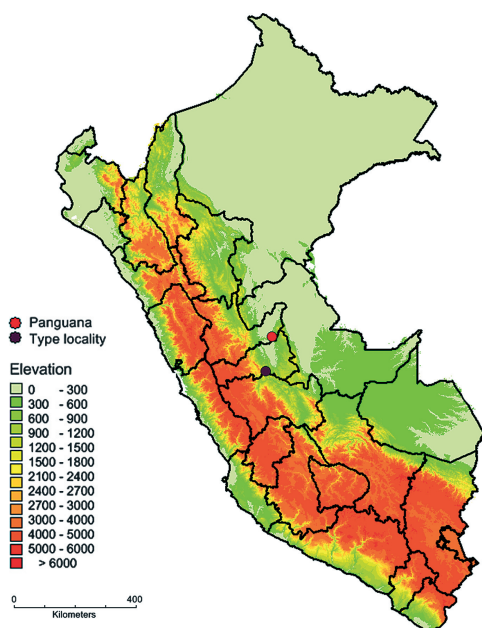 Panguana
Type locality
Elevation
0 - 300
300 - 600
600 - 900
900 - 1200
1200 - 1500
1500 - 1800
2100 - 2400
2400 - 2700
2700 - 3000
3000 - 4000
4000 - 5000
5000 - 6000
> 6000
0 400
Kilometers